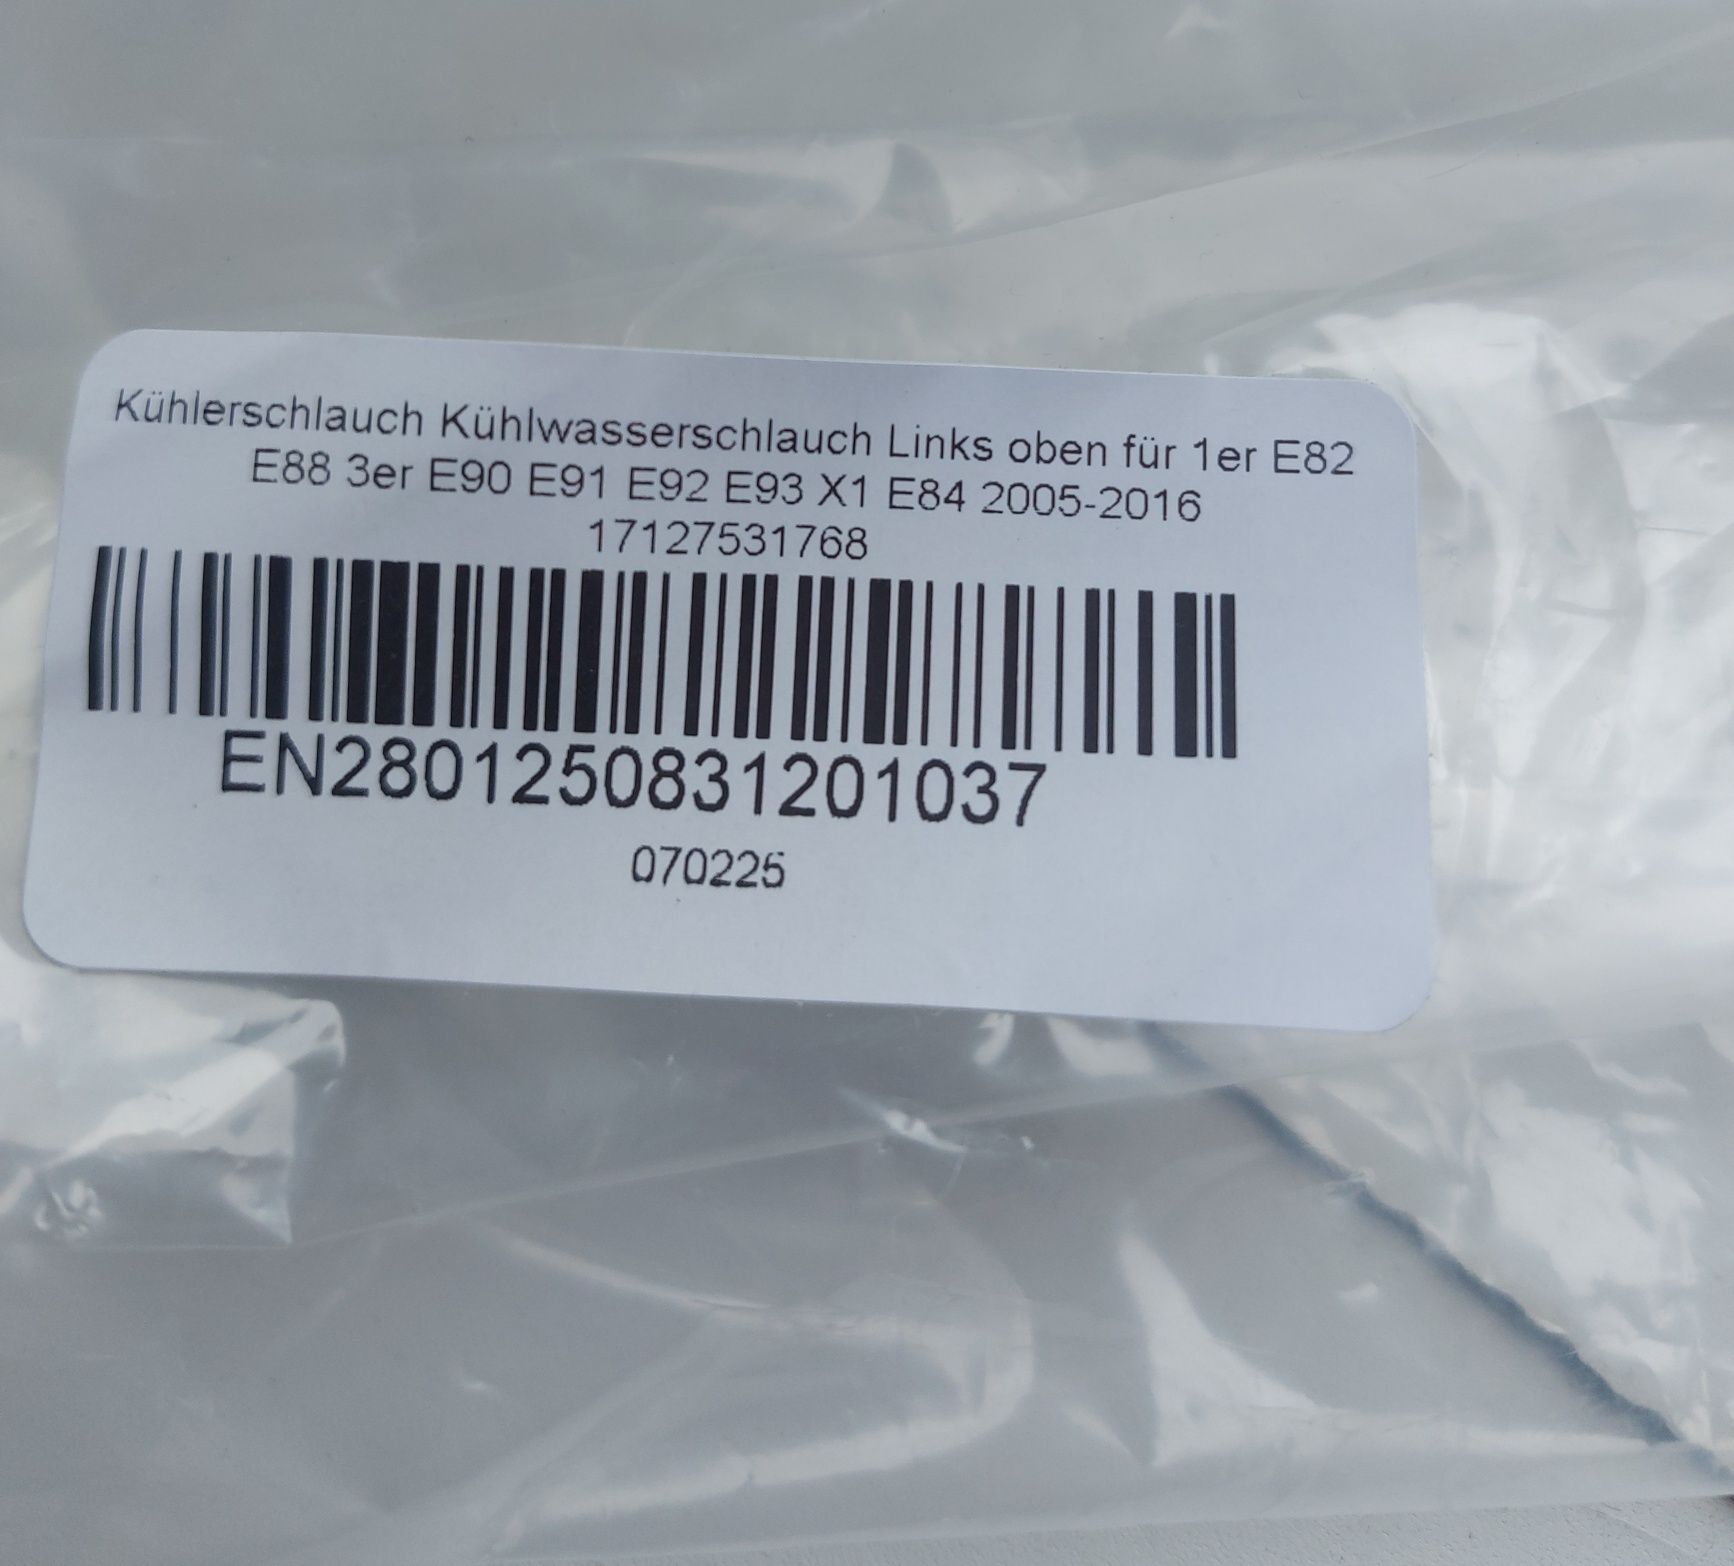 Kühlerschlauch Kühlwasserschlauch Links oben für 1er E82
E88 3er E90 E91 E92 E93 X1 E84 2005-2016
17127531768
EN2801250831201037
070225